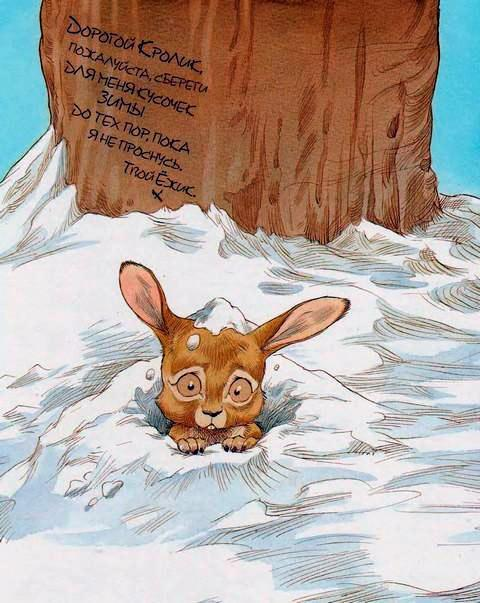 Дорогой Кролик,
пожалуйста, сбереги
для меня кусочек
зимы
до тех пор, пока
я не проснусь.
Твой Ёжик.
x